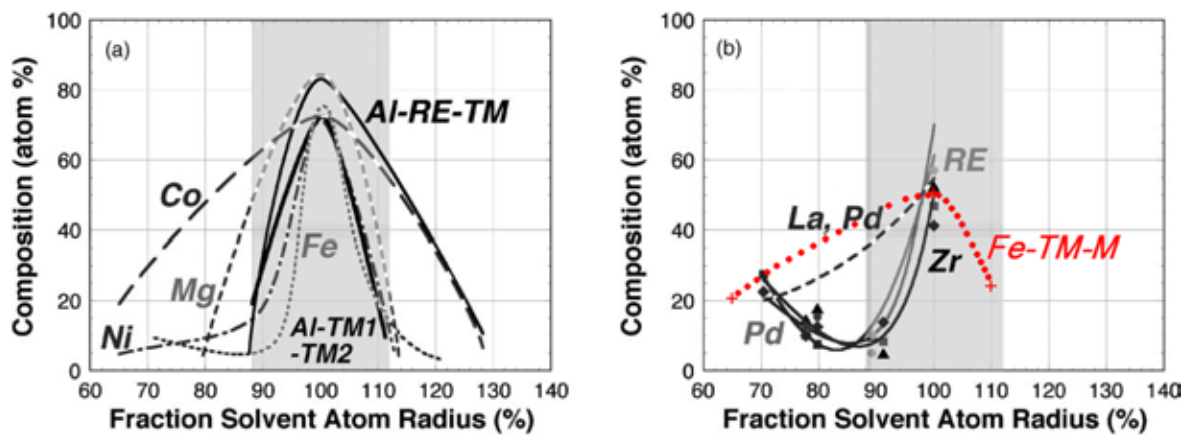 (a)
Composition (atom %)
100
80
60
40
20
0
Al-RE-TM
Co
Mg
Fe
Ni
Al-TM1
-TM2
60 70 80 90 100 110 120 130 140
Fraction Solvent Atom Radius (%)
(b)
Composition (atom %)
100
80
60
40
20
0
RE
La, Pd
Fe-TM-M
Zr
Pd
60 70 80 90 100 110 120 130 140
Fraction Solvent Atom Radius (%)